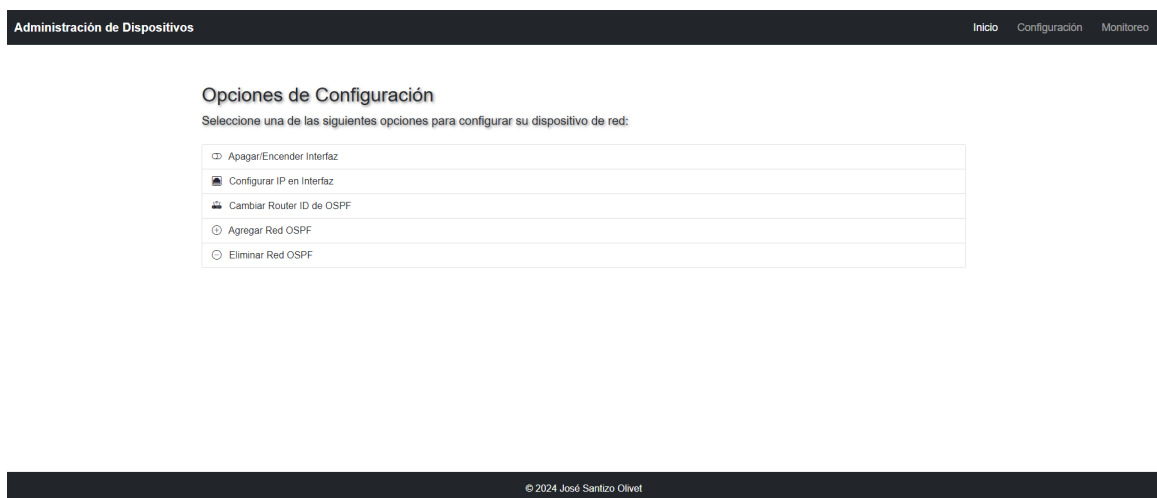 Administración de Dispositivos
Inicio Configuración Monitoreo
Opciones de Configuración
Seleccione una de las siguientes opciones para configurar su dispositivo de red:
Apagar/Encender Interfaz
Configurar IP en Interfaz
Cambiar Router ID de OSPF
Agregar Red OSPF
Eliminar Red OSPF
© 2024 José Santizo Olivet